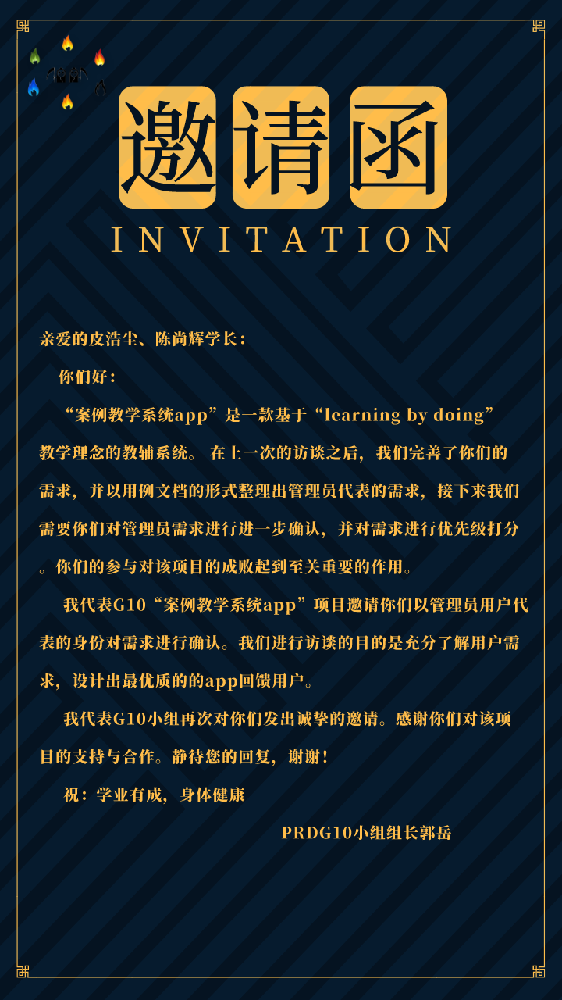 邀请函
INVITATION
亲爱的皮浩尘、陈尚辉学长：
你们好：
“案例教学系统app”是一款基于“learning by doing”
教学理念的教辅系统。 在上一次的访谈之后，我们完善了你们的
需求，并以用例文档的形式整理出管理员代表的需求，接下来我们
需要你们对管理员需求进行进一步确认，并对需求进行优先级打分
。你们的参与对该项目的成败起到至关重要的作用。
我代表G10“案例教学系统app”项目邀请你们以管理员用户代
表的身份对需求进行确认。我们进行访谈的目的是充分了解用户需
求，设计出最优质的的app回馈用户。
我代表G10小组再次对你们发出诚挚的邀请。感谢你们对该项
目的支持与合作。静待您的回复，谢谢！
祝：学业有成，身体健康
PRDG10小组组长郭岳